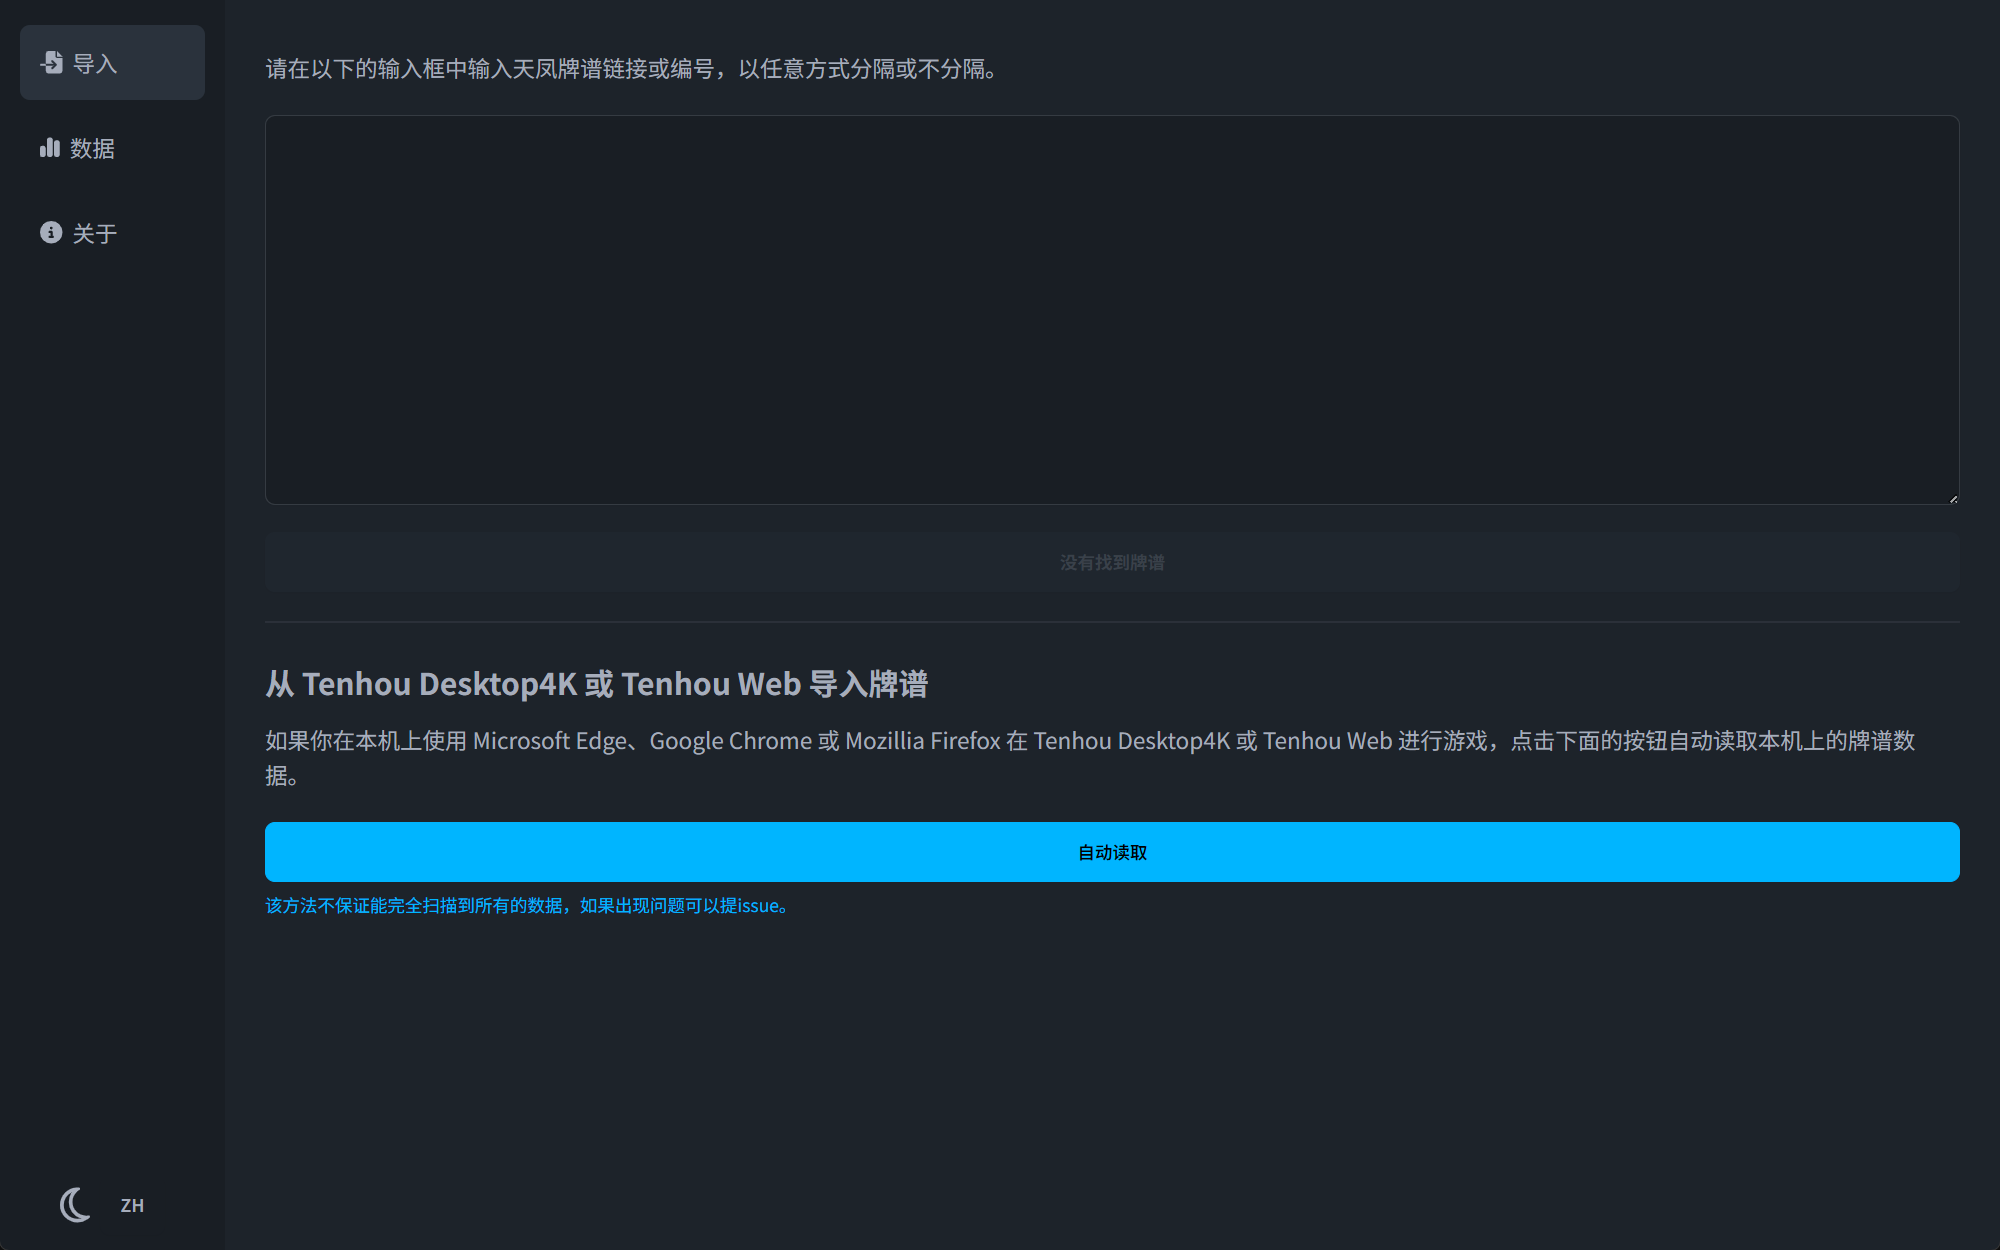 导入
数据
关于
请在以下的输入框中输入天凤牌谱链接或编号，以任意方式分隔或不分隔。
没有找到牌谱
从 Tenhou Desktop4K 或 Tenhou Web 导入牌谱
如果你在本机上使用 Microsoft Edge、Google Chrome 或 Mozillia Firefox 在 Tenhou Desktop4K 或 Tenhou Web 进行游戏，点击下面的按钮自动读取本机上的牌谱数
据。
自动读取
该方法不保证能完全扫描到所有的数据，如果出现问题可以提issue。
ZH